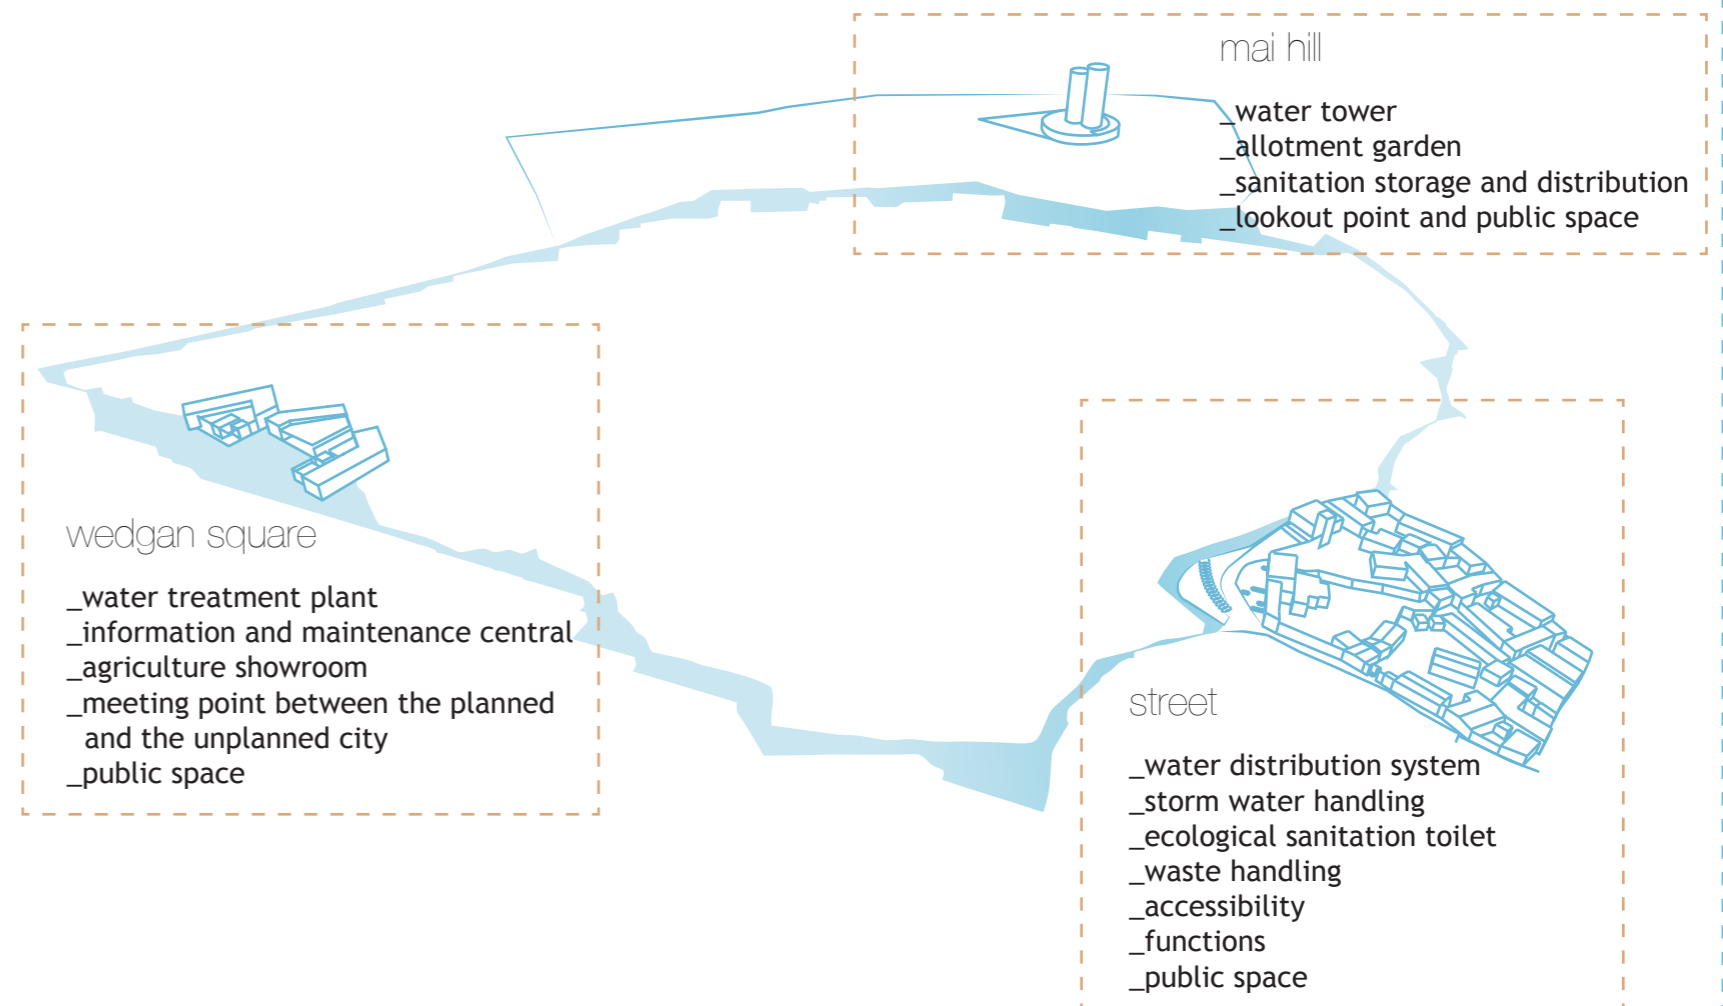 mai hill
_water tower
_allotment garden
_sanitation storage and distribution
_lookout point and public space
wedgan square
_water treatment plant
_information and maintenance central
_agriculture showroom
_meeting point between the planned
and the unplanned city
_public space
street
_water distribution system
_storm water handling
_ecological sanitation toilet
_waste handling
_accessibility
_functions
_public space